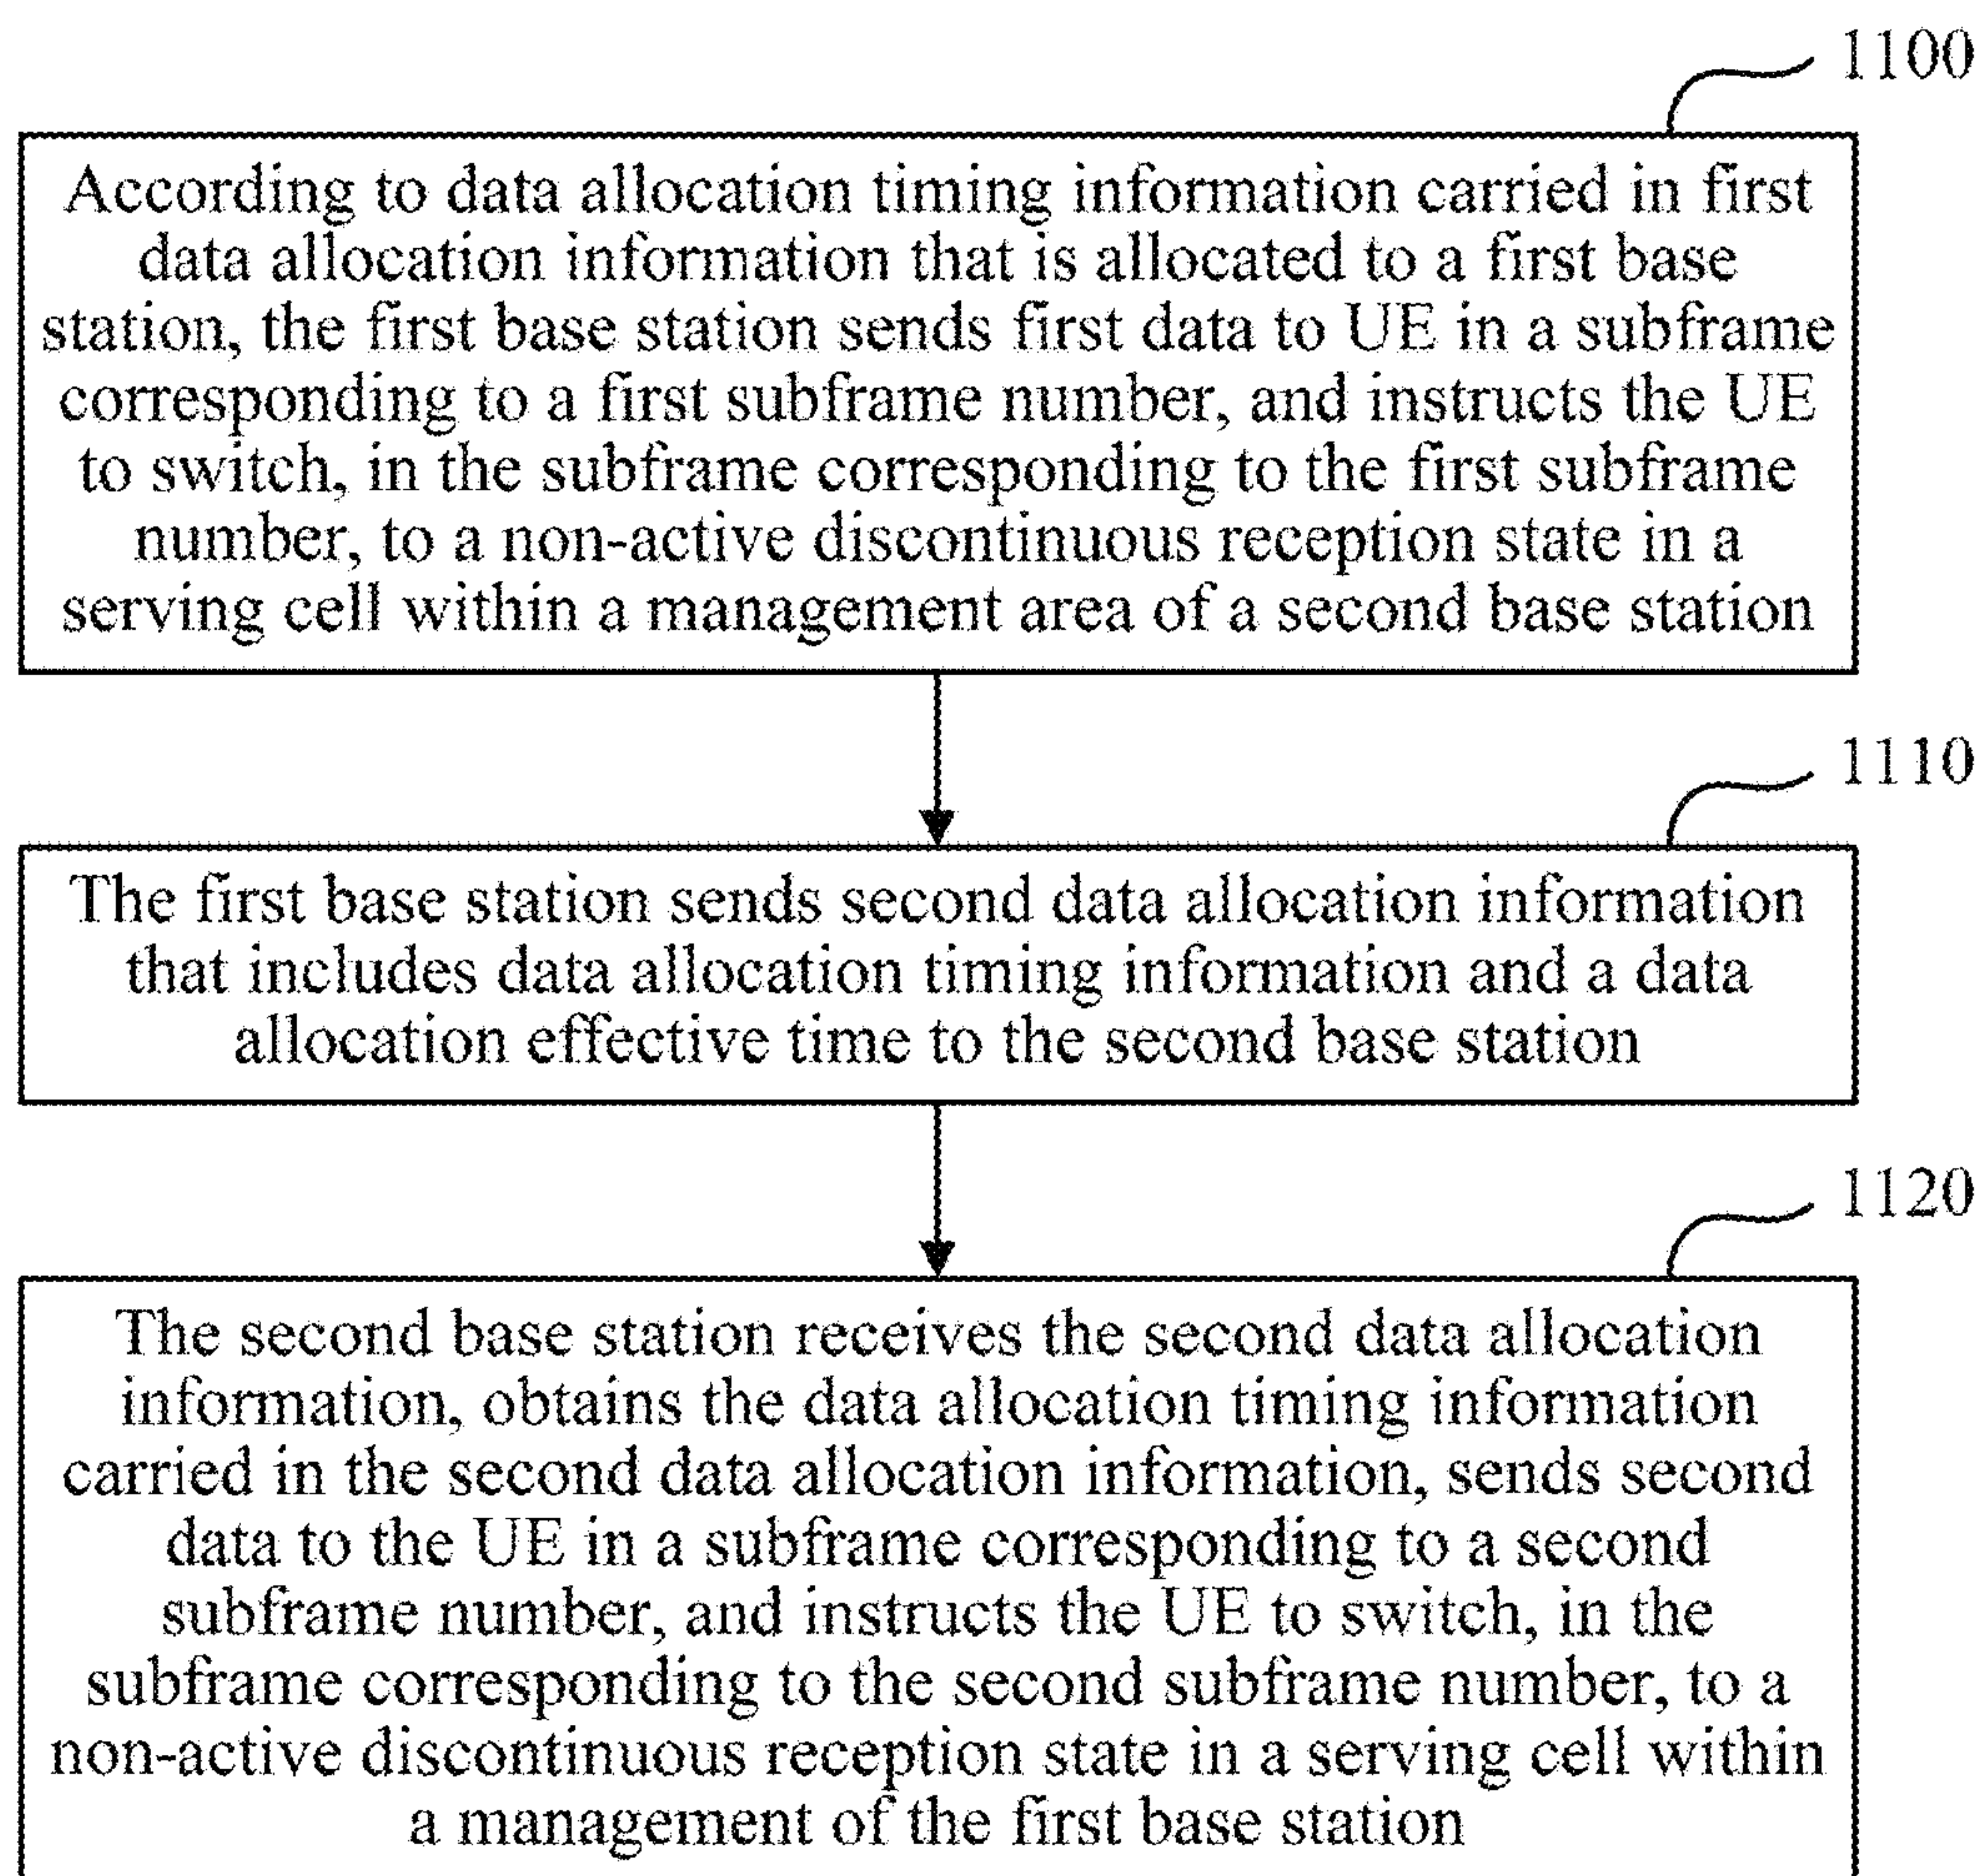 1100
According to data allocation timing information carried in first
data allocation information that is allocated to a first base
station, the first base station sends first data to UE in a subframe
corresponding to a first subframe number, and instructs the UE
to switch, in the subframe corresponding to the first subframe
number, to a non-active discontinuous reception state in a
serving cell within a management area of a second base station
1110
The first base station sends second data allocation information
that includes data allocation timing information and a data
allocation effective time to the second base station
1120
The second base station receives the second data allocation
information, obtains the data allocation timing information
carried in the second data allocation information, sends second
data to the UE in a subframe corresponding to a second
subframe number, and instructs the UE to switch, in the
subframe corresponding to the second subframe number, to a
non-active discontinuous reception state in a serving cell within
a management of the first base station